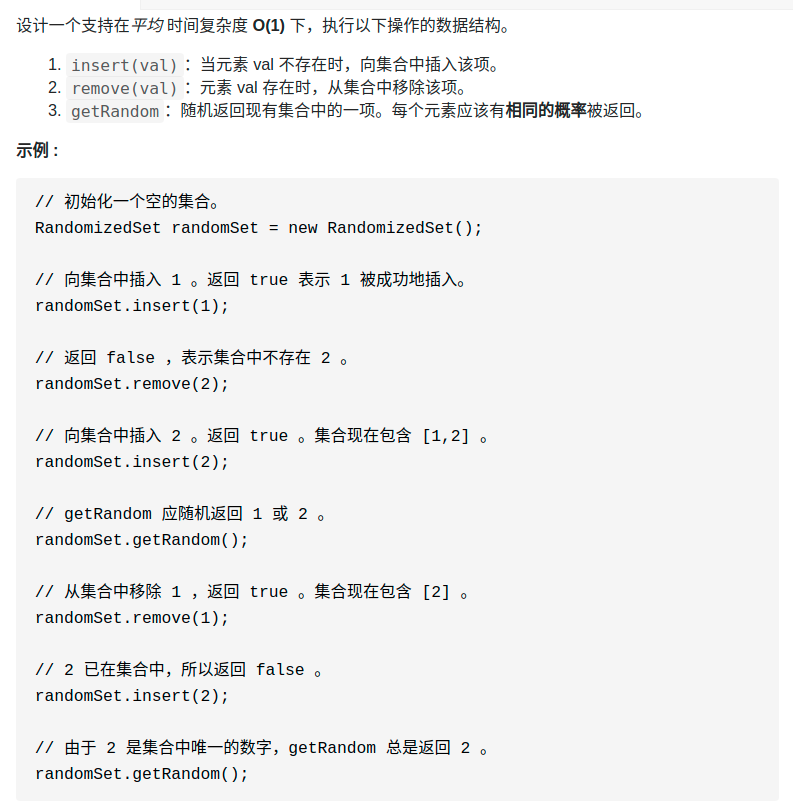 设计一个支持在平均 时间复杂度 O(1) 下，执行以下操作的数据结构。
1. insert(val)：当元素 val 不存在时，向集合中插入该项。
2. remove(val)：元素 val 存在时，从集合中移除该项。
3. getRandom：随机返回现有集合中的一项。每个元素应该有相同的概率被返回。
示例 :
// 初始化一个空的集合。
RandomizedSet randomSet = new RandomizedSet();
// 向集合中插入 1 。返回 true 表示 1 被成功地插入。
randomSet.insert(1);
// 返回 false ，表示集合中不存在 2 。
randomSet.remove(2);
// 向集合中插入 2 。返回 true 。集合现在包含 [1,2] 。
randomSet.insert(2);
// getRandom 应随机返回 1 或 2 。
randomSet.getRandom();
// 从集合中移除 1 ，返回 true 。集合现在包含 [2] 。
randomSet.remove(1);
// 2 已在集合中，所以返回 false 。
randomSet.insert(2);
// 由于 2 是集合中唯一的数字，getRandom 总是返回 2 。
randomSet.getRandom();